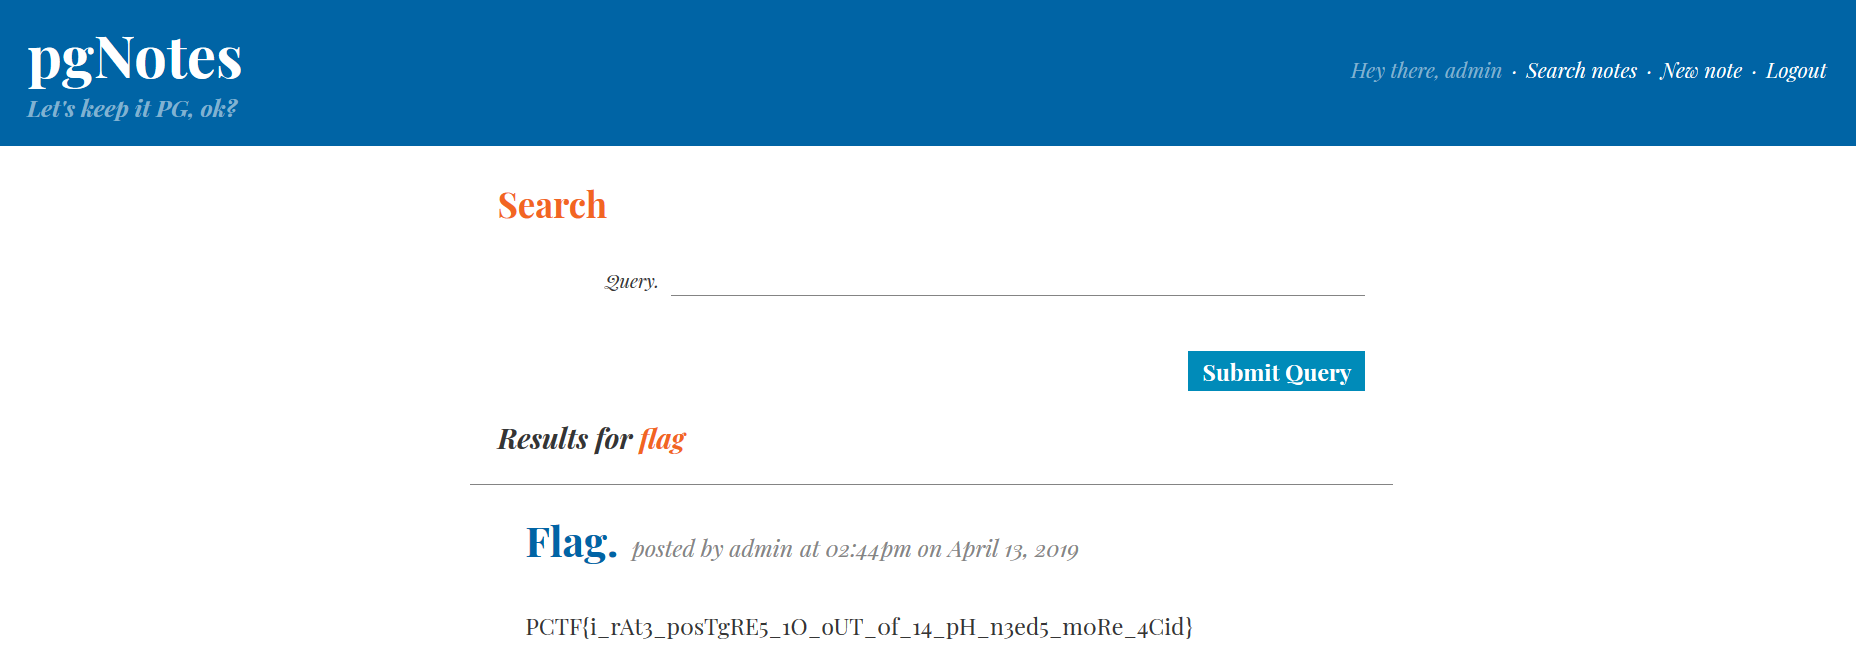 pgNotes
Let's keep it PG, ok?
Hey there, admin · Search notes · New note · Logout
Search
Query.
Submit Query
Results for flag
Flag. posted by admin at 02:44pm on April 13, 2019
PCTF{i_rAt3_p0sTgRE5_1O_oUT_of_14_pH_n3ed5_m0Re_4Cid}